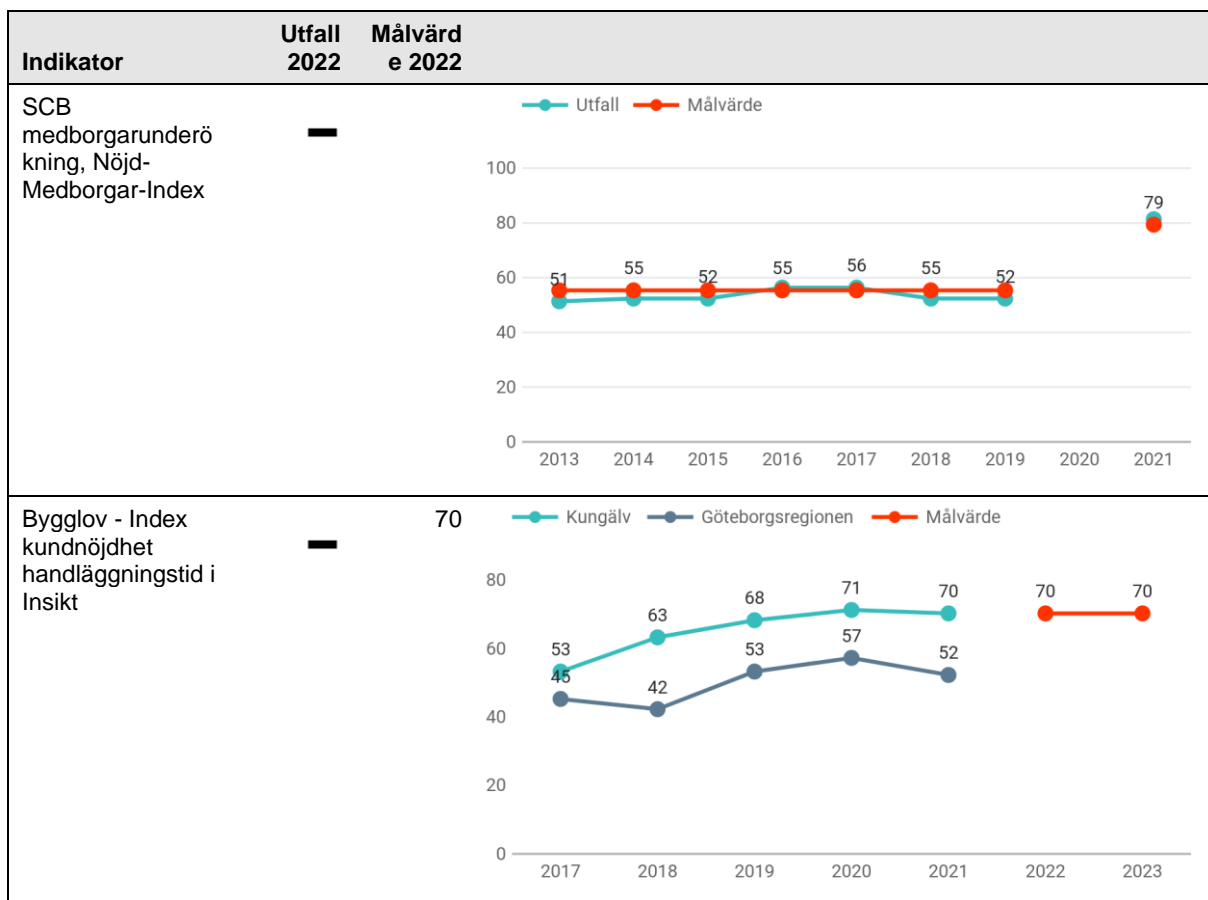 Indikator
Utfall
2022
Målvärd
e 2022
SCB
medborgarunderö
kning, Nöjd-
Medborgar-Index
Utfall Målvärde
100
80
60
40
20
0
51 55 52 55 56 55 52 79
2013 2014 2015 2016 2017 2018 2019 2020 2021
Bygglov - Index
kundnöjdhet
handläggningstid i
Insikt
70
Kungälv Göteborgsregionen Målvärde
80
60
40
20
0
53 63 68 71 70 70 70
45 42 53 57 52
2017 2018 2019 2020 2021 2022 2023